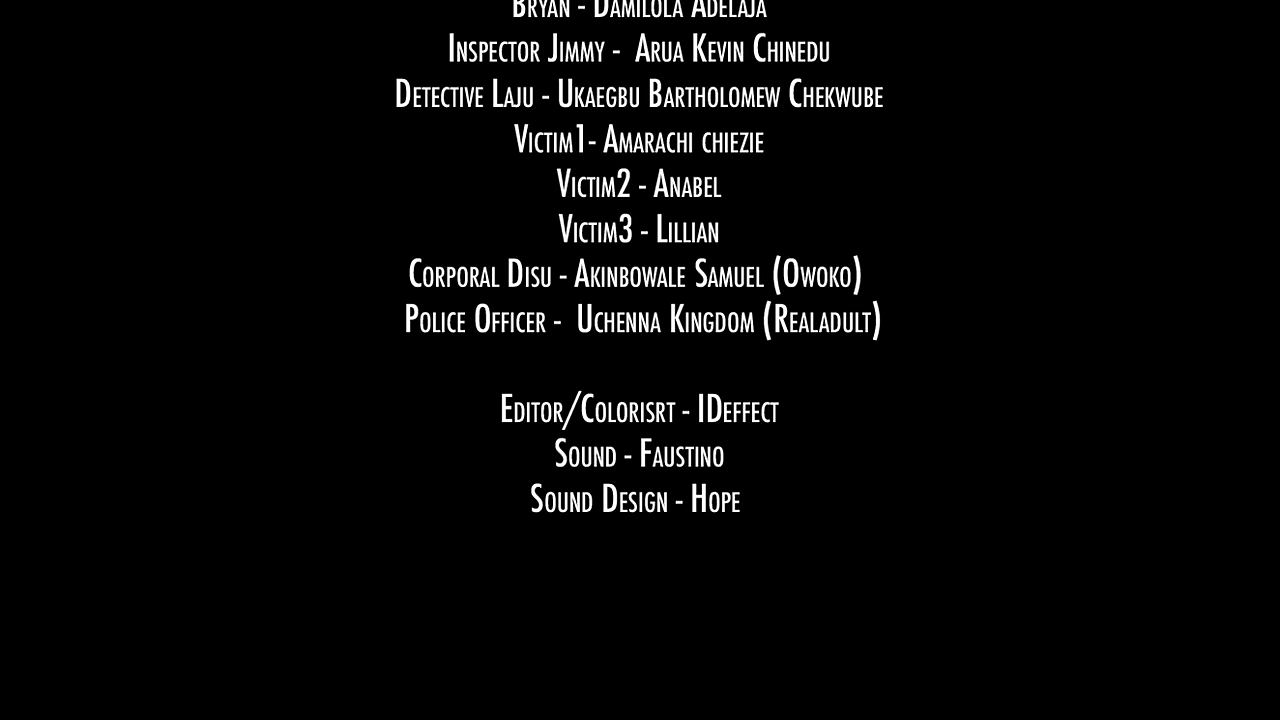 Bryan - Damilola Adelaja
Inspector Jimmy - Arua Kevin Chinedu
Detective Laju - Ukaegbu Bartholomew Chekwube
Victim1- Amarachi chiezie
Victim2 - Anabel
Victim3 - Lillian
Corporal Disu - Akinbowale Samuel (Owoko)
Police Officer - Uchenna Kingdom (Realadult)
Editor/Colorisrt - IDeffect
Sound - Faustino
Sound Design - Hope